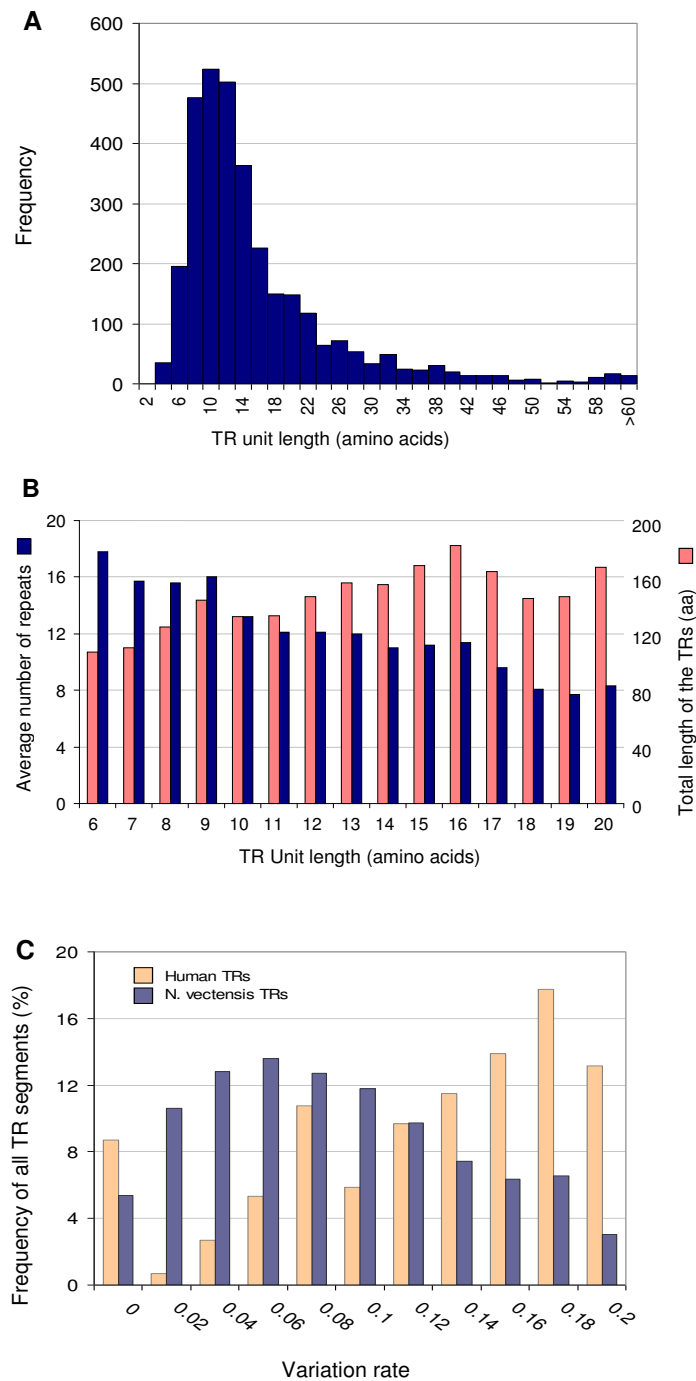 A
600
500
400
300
200
100
0
Frequency
2 6 10 14 18 22 26 30 34 38 42 46 50 54 58 >60
TR unit length (amino acids)
B
20
16
12
8
4
0
Average number of repeats
200
160
120
80
40
0
Total length of the TRs (aa)
6 7 8 9 10 11 12 13 14 15 16 17 18 19 20
TR Unit length (amino acids)
C
20
16
12
8
4
0
Frequency of all TR segments (%)
Human TRs
N. vectensis TRs
0 0.02 0.04 0.06 0.08 0.1 0.12 0.14 0.16 0.18 0.2
Variation rate